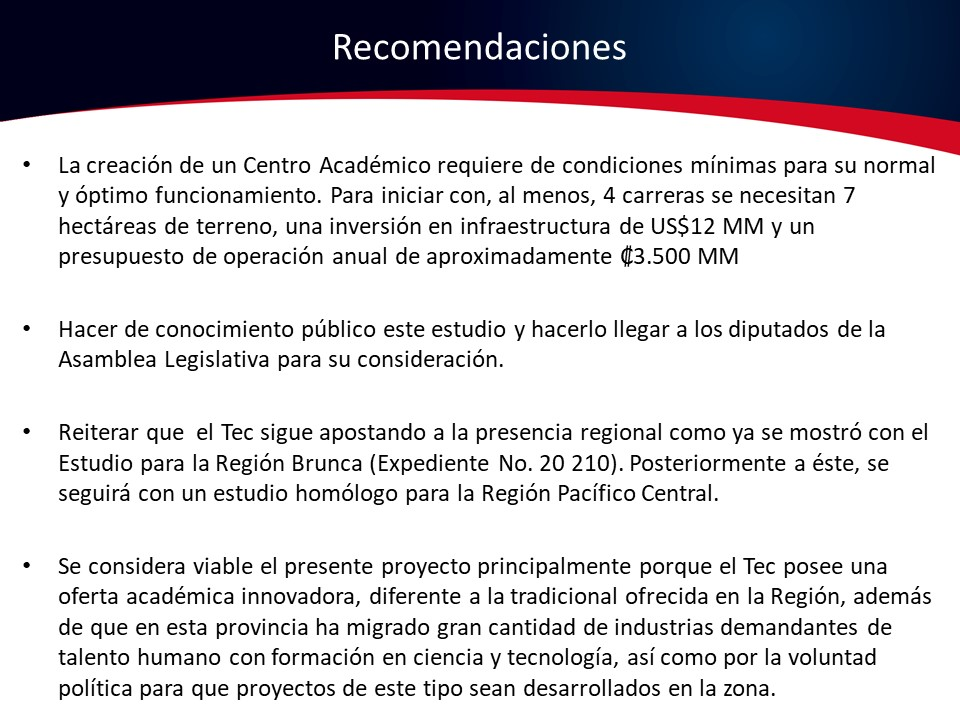 Recomendaciones
• La creación de un Centro Académico requiere de condiciones mínimas para su normal
y óptimo funcionamiento. Para iniciar con, al menos, 4 carreras se necesitan 7
hectáreas de terreno, una inversión en infraestructura de US$12 MM y un
presupuesto de operación anual de aproximadamente ₡3.500 MM
• Hacer de conocimiento público este estudio y hacerlo llegar a los diputados de la
Asamblea Legislativa para su consideración.
• Reiterar que el Tec sigue apostando a la presencia regional como ya se mostró con el
Estudio para la Región Brunca (Expediente No. 20 210). Posteriormente a éste, se
seguirá con un estudio homólogo para la Región Pacífico Central.
• Se considera viable el presente proyecto principalmente porque el Tec posee una
oferta académica innovadora, diferente a la tradicional ofrecida en la Región, además
de que en esta provincia ha migrado gran cantidad de industrias demandantes de
talento humano con formación en ciencia y tecnología, así como por la voluntad
política para que proyectos de este tipo sean desarrollados en la zona.